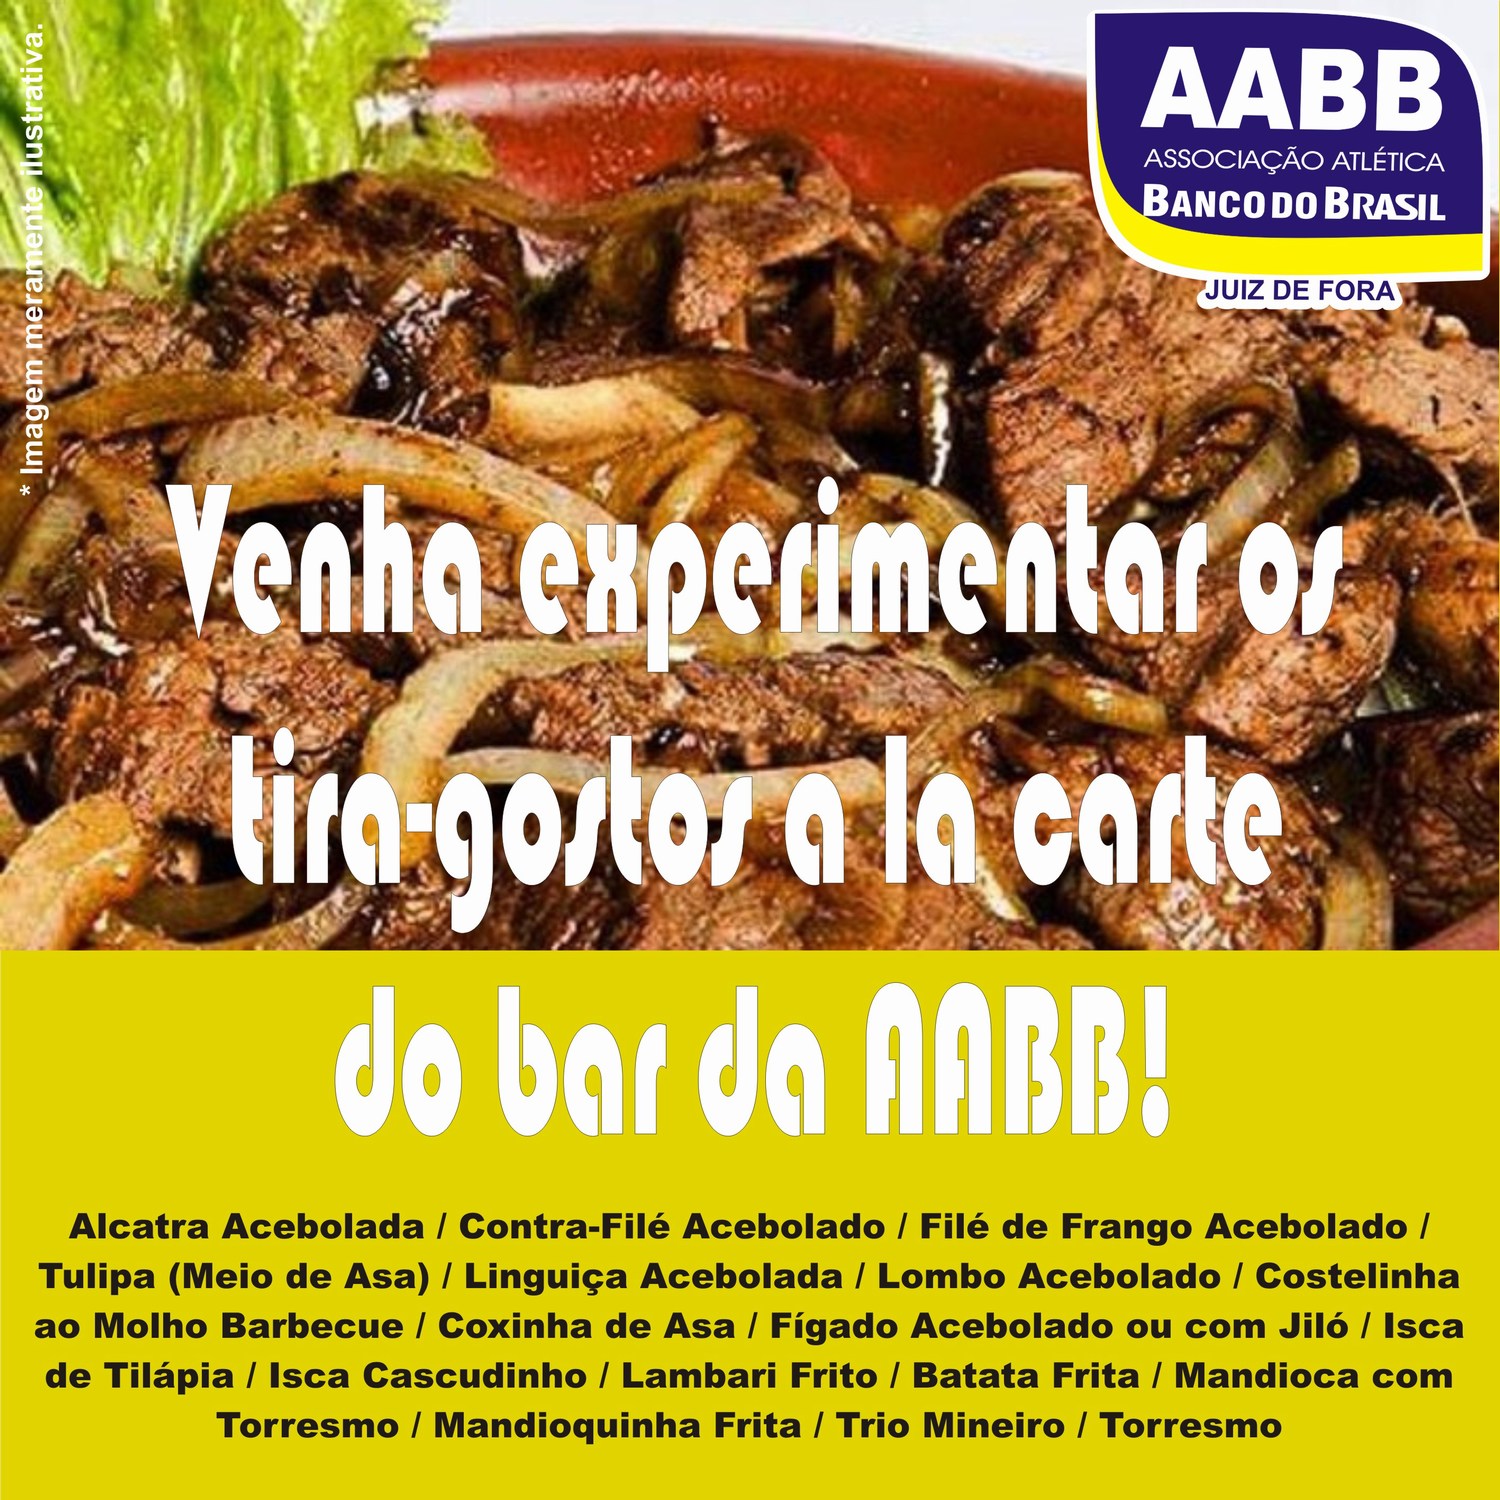 * Imagem meramente ilustrativa.
AABB
ASSOCIAÇÃO ATLÉTICA
BANCO DO BRASIL
JUIZ DE FORA
Venha experimentar os
tira-gostos a la carte
do bar da AABB!
Alcatra Acebolada / Contra-Filé Acebolado / Filé de Frango Acebolado /
Tulipa (Meio de Asa) / Linguiça Acebolada / Lombo Acebolado / Costelinha
ao Molho Barbecue / Coxinha de Asa / Fígado Acebolado ou com Jiló / Isca
de Tilápia / Isca Cascudinho / Lambari Frito / Batata Frita / Mandioca com
Torresmo / Mandioquinha Frita / Trio Mineiro / Torresmo